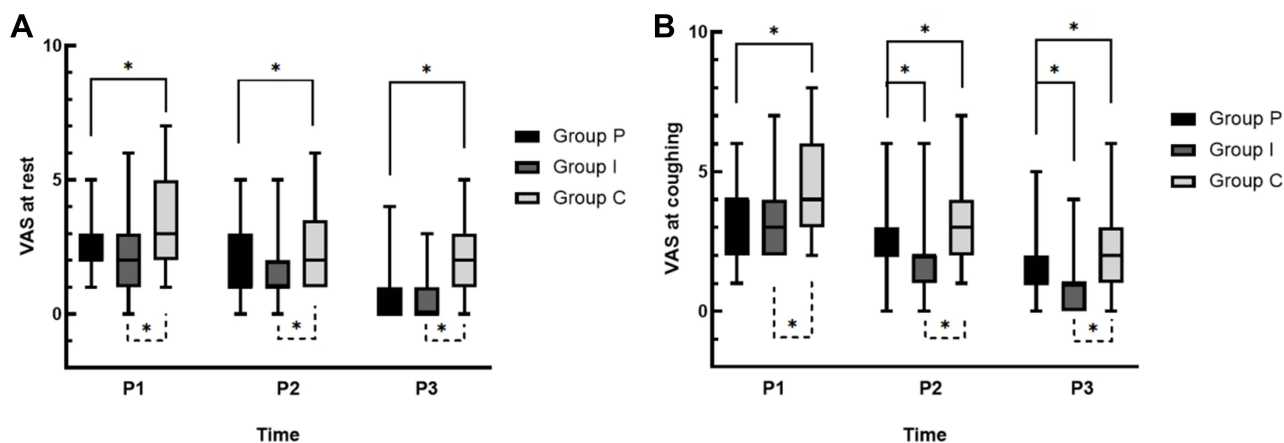 A
10
5
0
VAS at rest
*
*
*
*
*
*
P1
P2
P3
Time
Group P
Group I
Group C
B
10
5
0
VAS at coughing
*
*
*
*
*
*
*
*
P1
P2
P3
Time
Group P
Group I
Group C